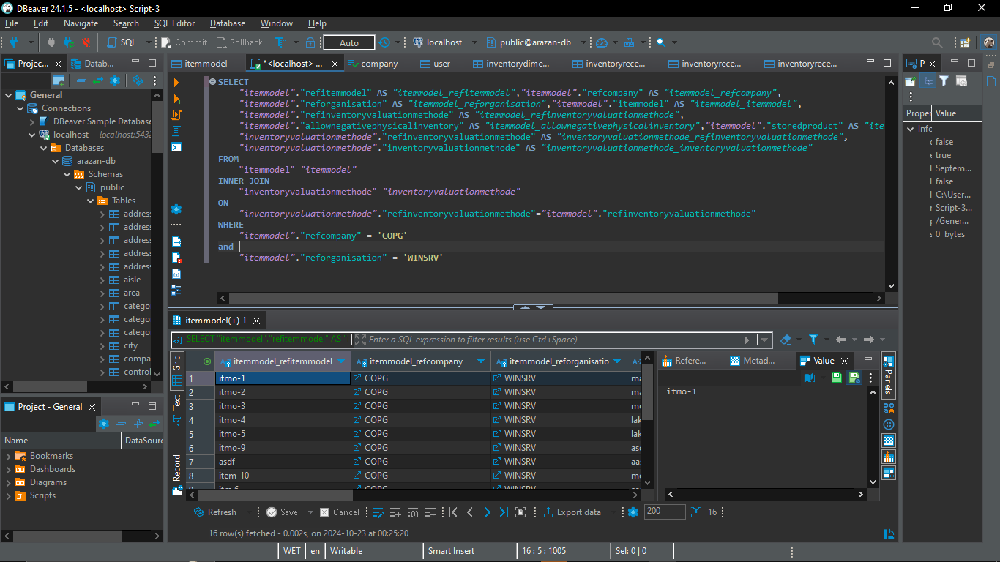 DBeaver 24.1.5 - <localhost> Script-3
File Edit Navigate Search SQL Editor Database Window Help
SQL Commit Rollback Auto localhost public@arazan-db
Projec... Datab...
General
Connections
DBeaver Sample Database
localhost - localhost:5432
Databases
arazan-db
Schemas
public
Tables
address
address
address
address
address
aisle
area
catego
catego
catego
city
compa
control
Project - General
Name DataSourc
Bookmarks
Dashboards
Diagrams
Scripts
itemmodel *<localhost> ... company user inventorydime... inventoryrece... inventoryrece... inventoryrece...
SELECT
"itemmodel"."refitemmodel" AS "itemmodel_refitemmodel","itemmodel"."refcompany" AS "itemmodel_refcompany",
"itemmodel"."reforganisation" AS "itemmodel_reforganisation","itemmodel"."itemmodel" AS "itemmodel_itemmodel",
"itemmodel"."refinventoryvaluationmethode" AS "itemmodel_refinventoryvaluationmethode",
"itemmodel"."allownegativephysicalinventory" AS "itemmodel_allownegativephysicalinventory","itemmodel"."storedproduct" AS "ite
"inventoryvaluationmethode"."refinventoryvaluationmethode" AS "inventoryvaluationmethode_refinventoryvaluationmethode",
"inventoryvaluationmethode"."inventoryvaluationmethode" AS "inventoryvaluationmethode_inventoryvaluationmethode"
FROM
"itemmodel" "itemmodel"
INNER JOIN
"inventoryvaluationmethode" "inventoryvaluationmethode"
ON
"inventoryvaluationmethode"."refinventoryvaluationmethode"="itemmodel"."refinventoryvaluationmethode"
WHERE
"itemmodel"."refcompany" = 'COPG'
and
"itemmodel"."reforganisation" = 'WINSRV'
itemmodel(+) 1
SELECT "itemmodel"."refitemmodel" AS "i Enter a SQL expression to filter results (use Ctrl+Space)
Grid
Text
Record
itemmodel_refitemmodel itemmodel_refcompany itemmodel_reforganisatio
1 itmo-1 COPG WINSRV ma
2 itmo-2 COPG WINSRV ma
3 itmo-3 COPG WINSRV mo
4 itmo-4 COPG WINSRV lak
5 itmo-5 COPG WINSRV lak
6 itmo-9 COPG WINSRV asd
7 asdf COPG WINSRV aas
8 item-10 COPG WINSRV mo
9 itm-6 COPG WINSRV
Refere... Metad... Value
itmo-1
Panels
Refresh Save Cancel Export data 200 16
16 row(s) fetched - 0.002s, on 2024-10-23 at 00:25:20
P
Proper Value
Info
false
true
Septem...
false
C:\User...
Script-3...
/Gener...
0 bytes
WET en Writable Smart Insert 16 : 5 : 1005 Sel: 0 | 0